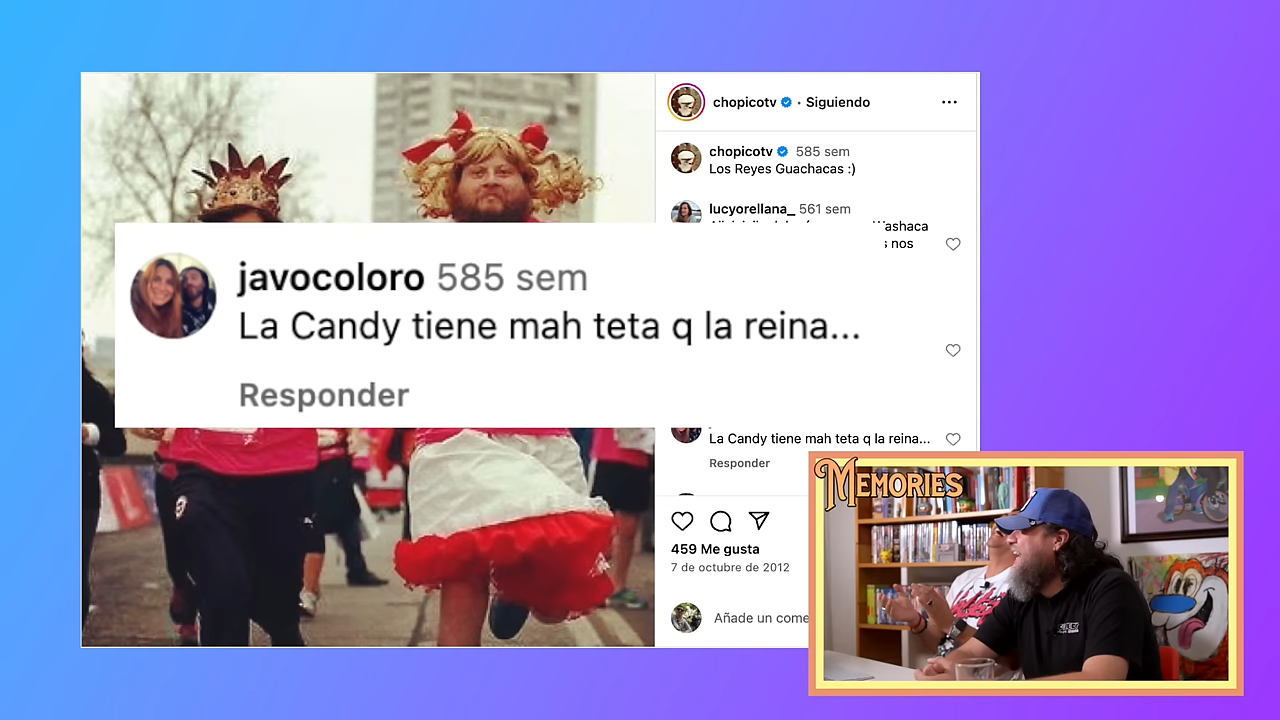 chopicotv • Siguiendo
chopicotv 585 sem
Los Reyes Guachacas :)
lucyorellana_ 561 sem
nos
javocoloro 585 sem
La Candy tiene mah teta q la reina...
Responder
La Candy tiene mah teta q la reina...
Responder
459 Me gusta
7 de octubre de 2012
Añade un come
MEMORIES